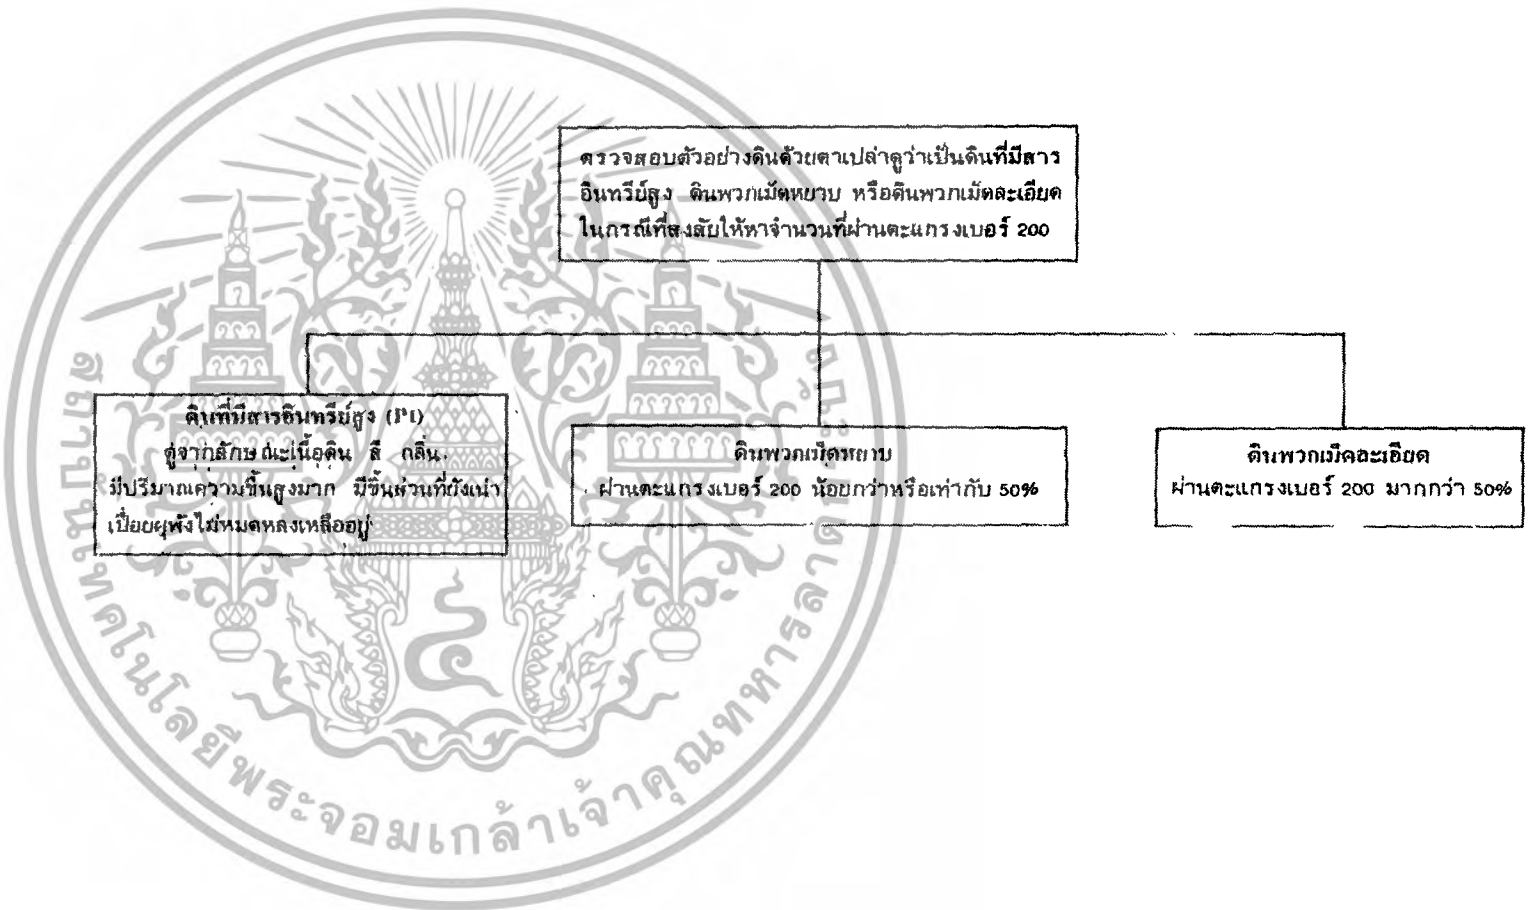 ตรวจสอบตัวอย่างดินด้วยตาเปล่าดูว่าเป็นดินที่มีสาร
อินทรีย์สูง ดินพวกเม็ดหยาบ หรือดินพวกเม็ดละเอียด
ในกรณีที่สงสัยให้หาจำนวนที่ผ่านตะแกรงเบอร์ 200
ดินที่มีสารอินทรีย์สูง (Pt)
ดูจากลักษณะเนื้อดิน สี กลิ่น
มีปริมาณความชื้นสูงมาก มีชิ้นส่วนที่ยังเน่า
เปื่อยผุพังไม่หมดหลงเหลืออยู่
ดินพวกเม็ดหยาบ
ผ่านตะแกรงเบอร์ 200 น้อยกว่าหรือเท่ากับ 50%
ดินพวกเม็ดละเอียด
ผ่านตะแกรงเบอร์ 200 มากกว่า 50%
สถาบันเทคโนโลยีพระจอมเกล้าเจ้าคุณทหารลาดกระบัง